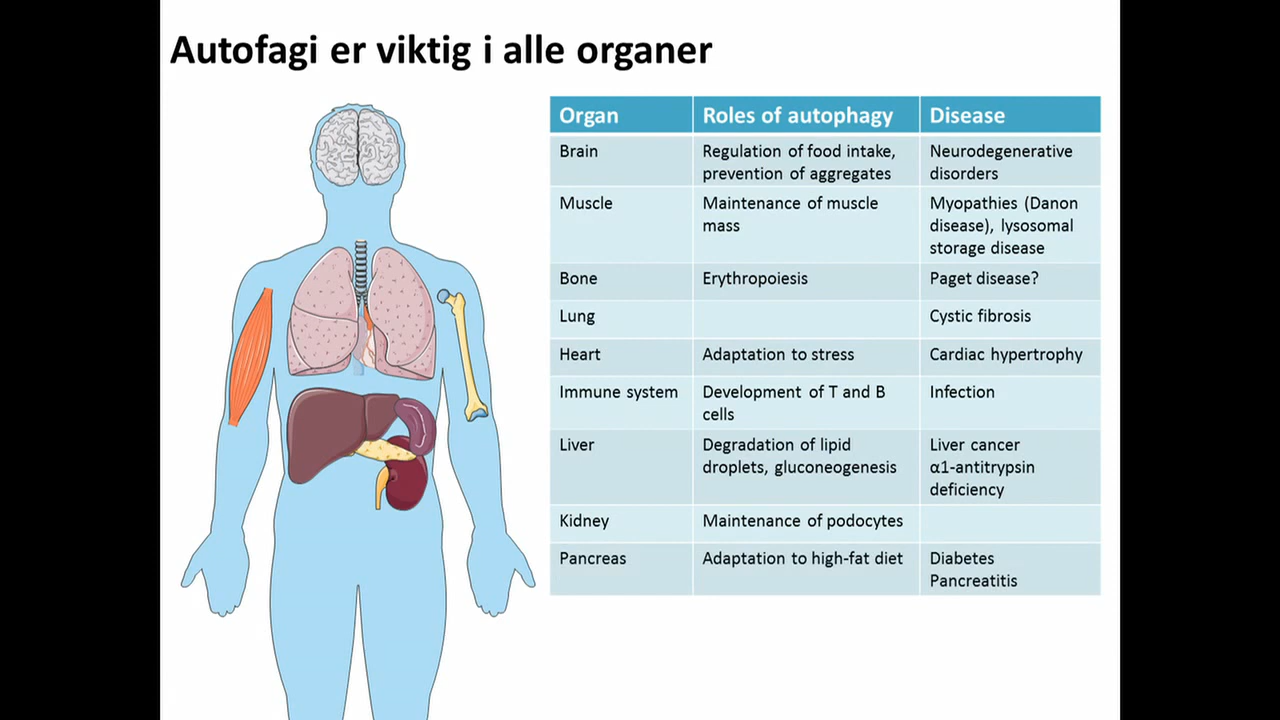 Autofagi er viktig i alle organer
Organ Roles of autophagy Disease
Brain Regulation of food intake, prevention of aggregates Neurodegenerative disorders
Muscle Maintenance of muscle mass Myopathies (Danon disease), lysosomal storage disease
Bone Erythropoiesis Paget disease?
Lung Cystic fibrosis
Heart Adaptation to stress Cardiac hypertrophy
Immune system Development of T and B cells Infection
Liver Degradation of lipid droplets, gluconeogenesis Liver cancer α1-antitrypsin deficiency
Kidney Maintenance of podocytes
Pancreas Adaptation to high-fat diet Diabetes Pancreatitis